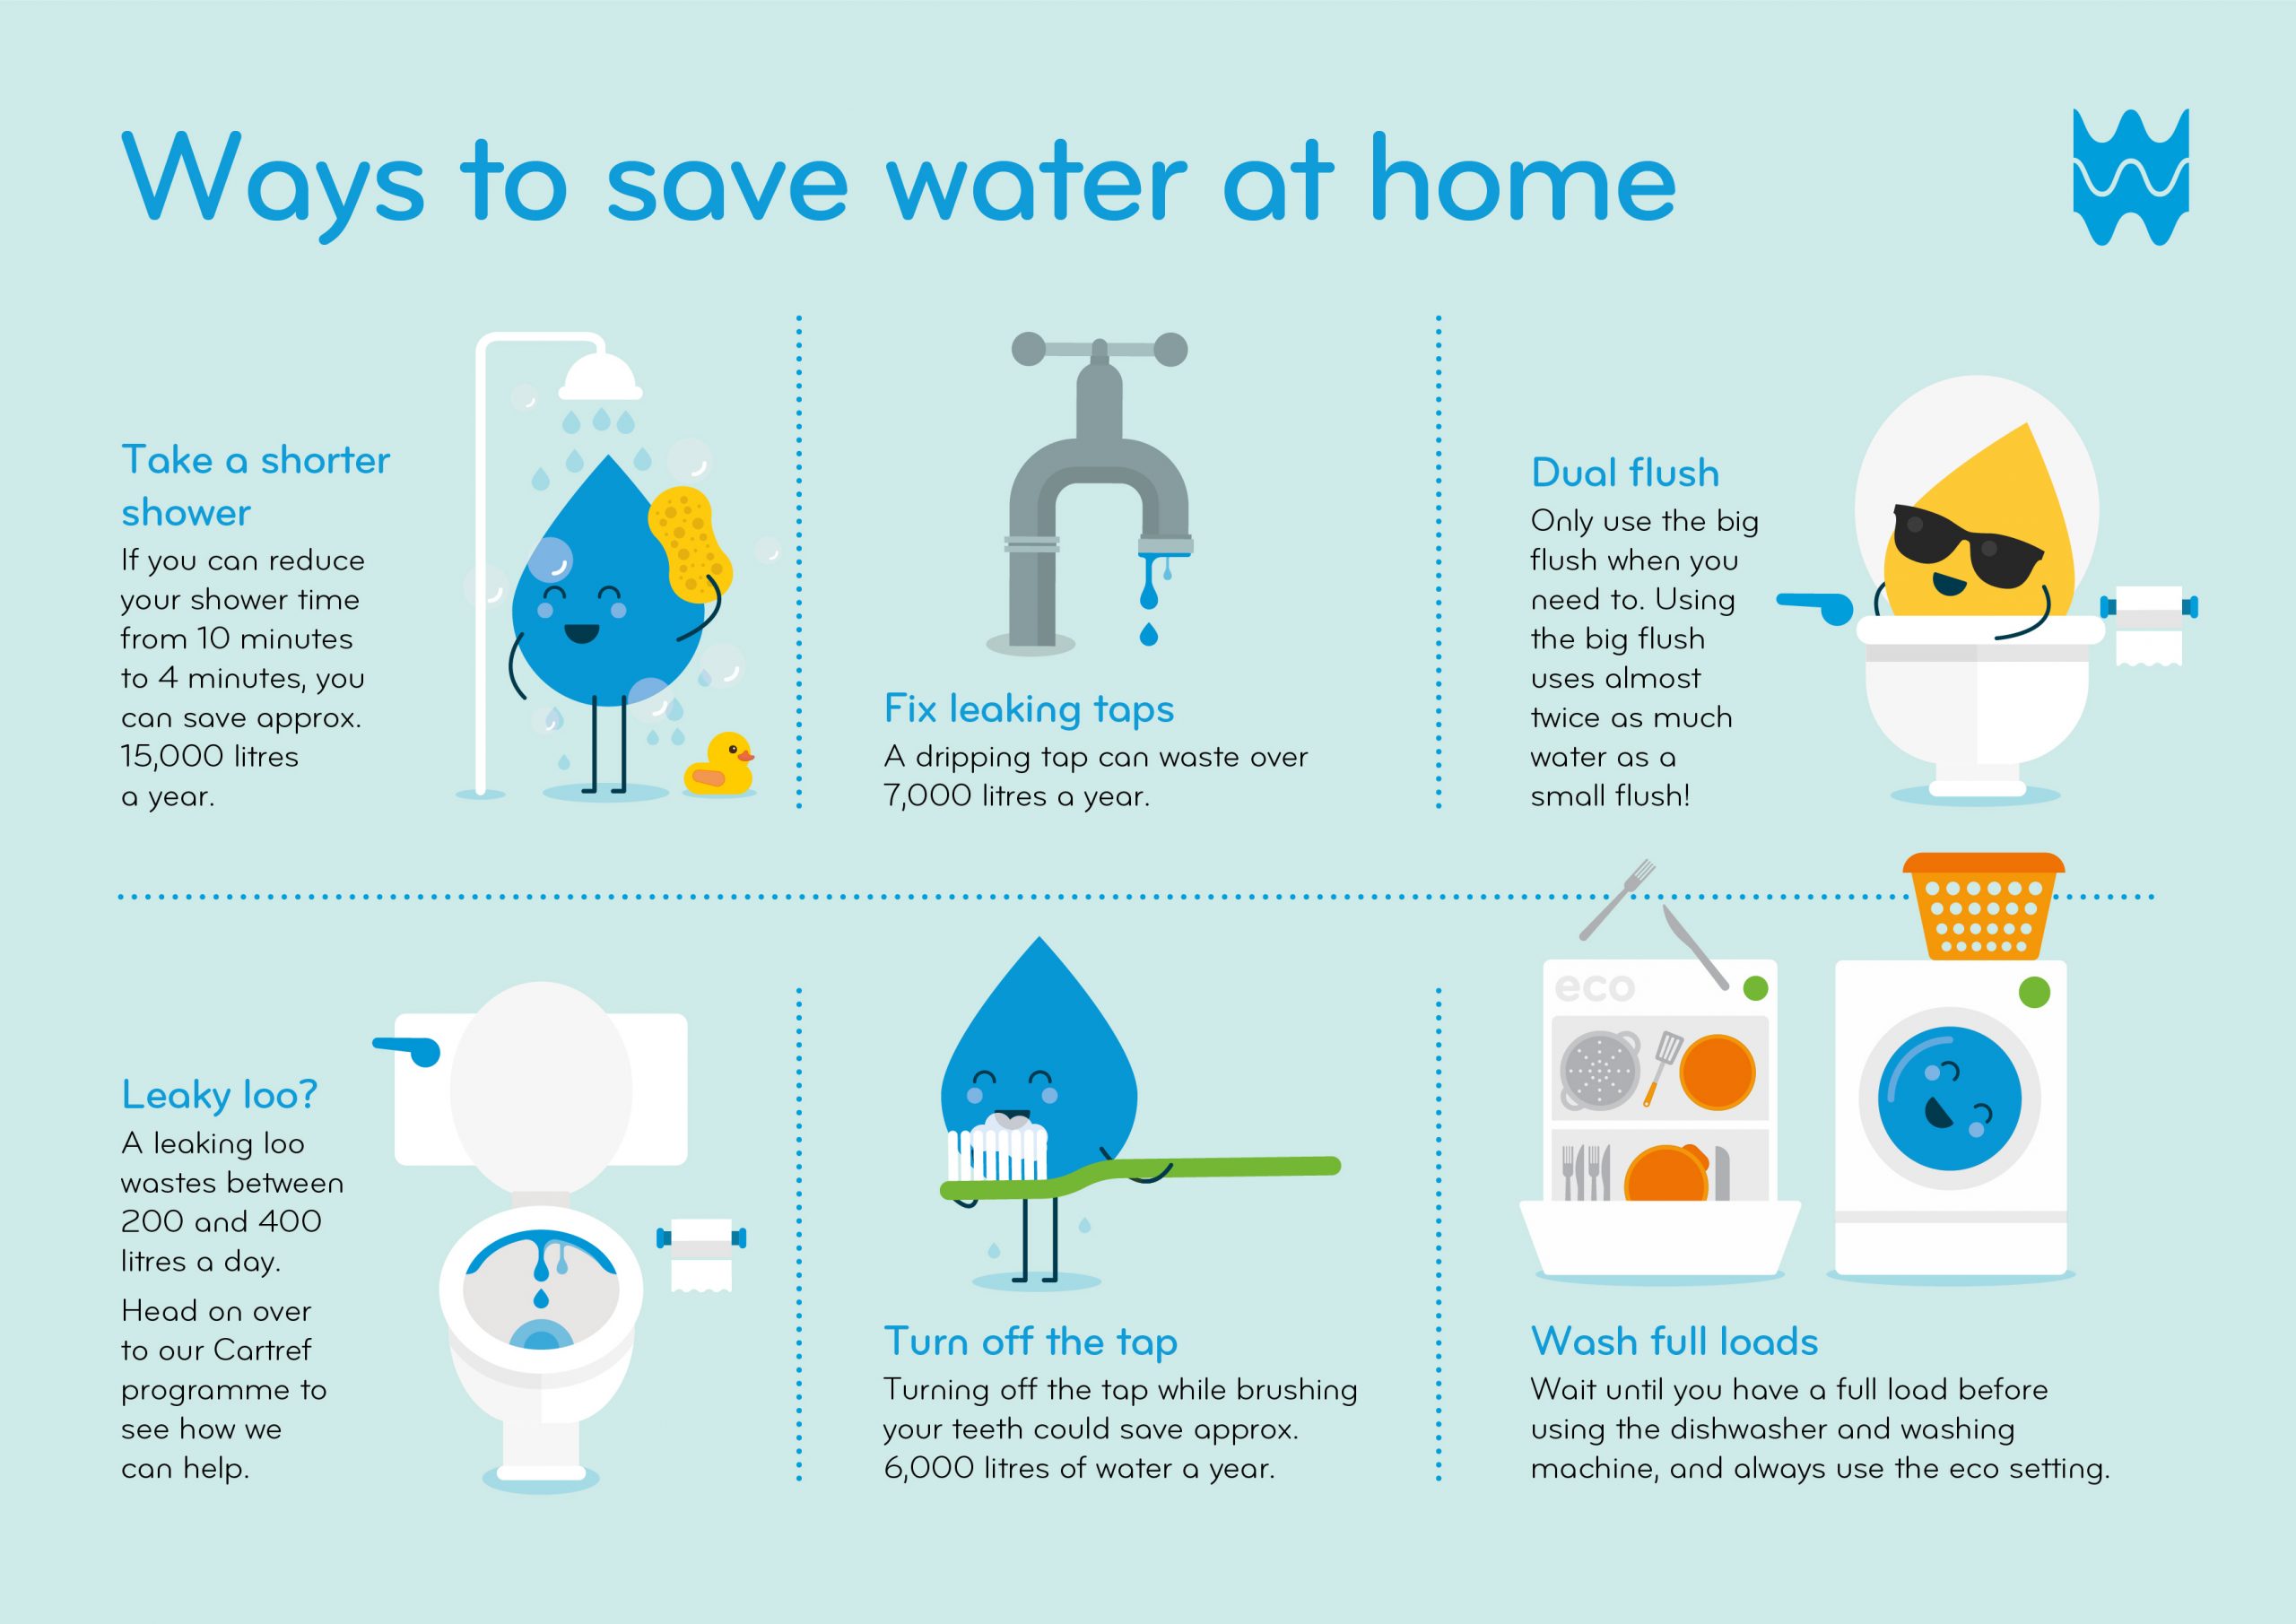 Ways to save water at home
Take a shorter
shower
If you can reduce
your shower time
from 10 minutes
to 4 minutes, you
can save approx.
15,000 litres
a year.
Fix leaking taps
A dripping tap can waste over
7,000 litres a year.
Dual flush
Only use the big
flush when you
need to. Using
the big flush
uses almost
twice as much
water as a
small flush!
Leaky loo?
A leaking loo
wastes between
200 and 400
litres a day.
Head on over
to our Cartref
programme to
see how we
can help.
Turn off the tap
Turning off the tap while brushing
your teeth could save approx.
6,000 litres of water a year.
eco
Wash full loads
Wait until you have a full load before
using the dishwasher and washing
machine, and always use the eco setting.